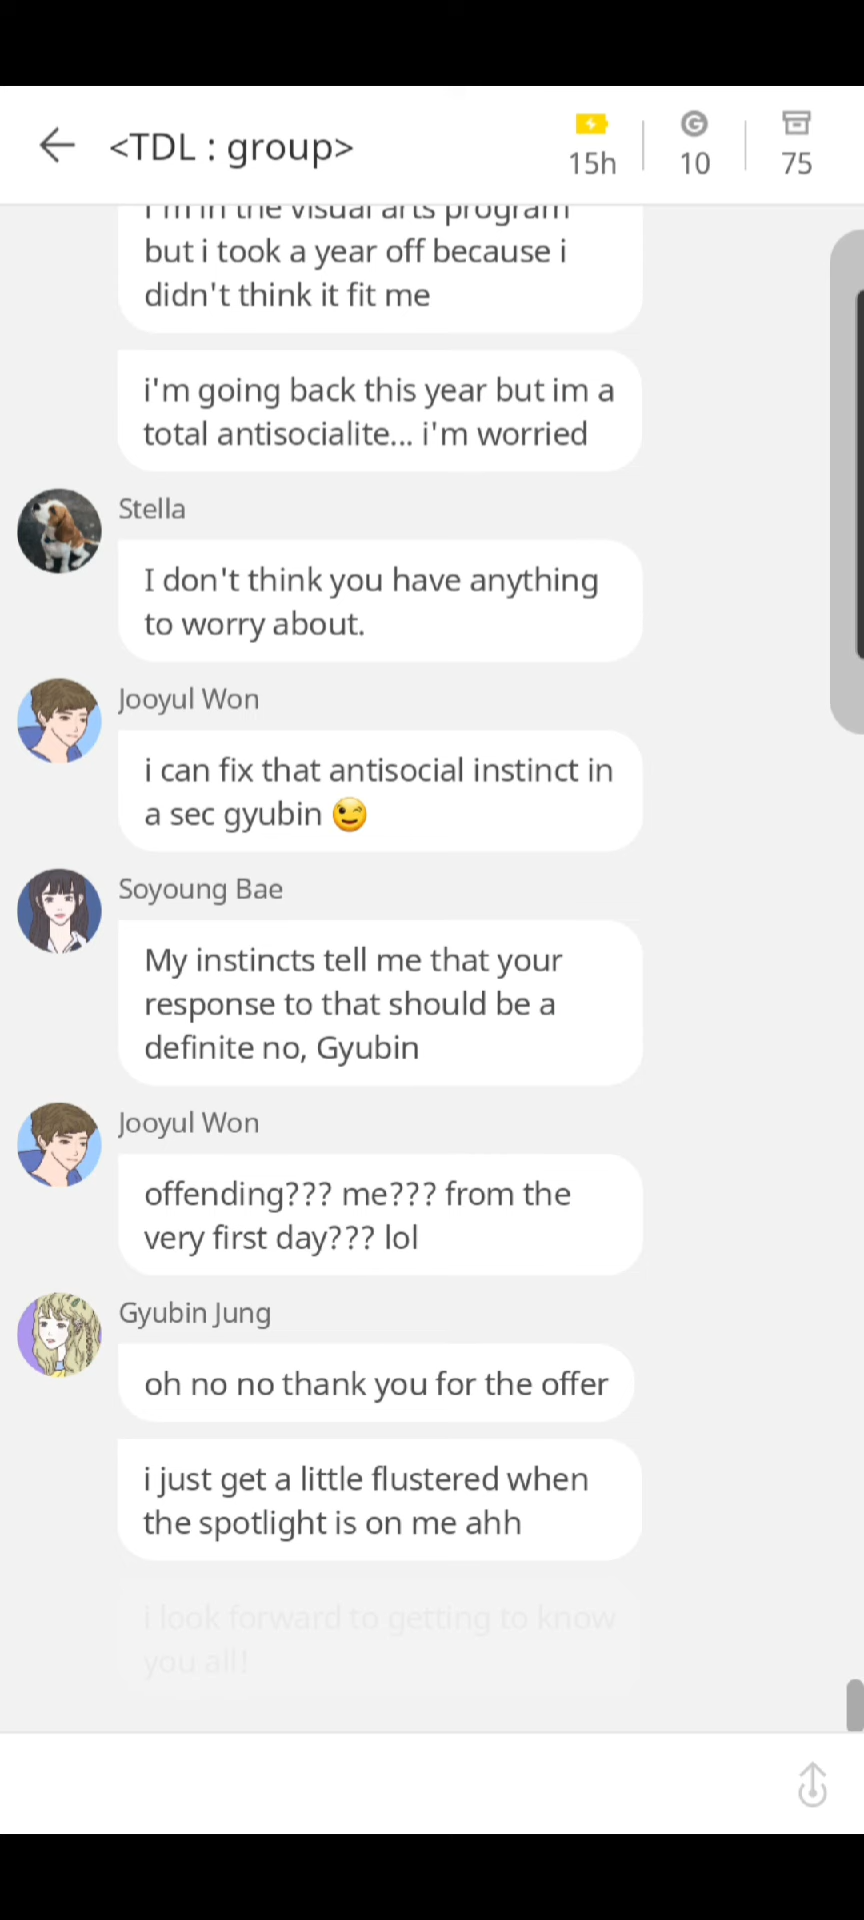 <TDL : group>
15h
10
75
I'm in the visual arts program
but i took a year off because i
didn't think it fit me
i'm going back this year but im a
total antisocialite... i'm worried
Stella
I don't think you have anything
to worry about.
Jooyul Won
i can fix that antisocial instinct in
a sec gyubin 😉
Soyoung Bae
My instincts tell me that your
response to that should be a
definite no, Gyubin
Jooyul Won
offending??? me??? from the
very first day??? lol
Gyubin Jung
oh no no thank you for the offer
i just get a little flustered when
the spotlight is on me ahh
i look forward to getting to know
you all!